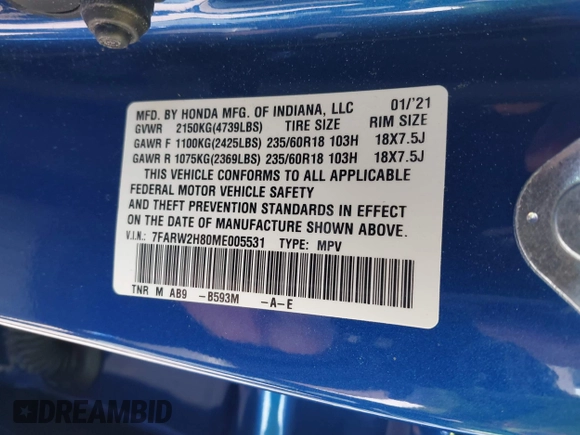 MFD. BY HONDA MFG. OF INDIANA, LLC 01/'21
GVWR 2150KG(4739LBS) TIRE SIZE RIM SIZE
GAWR F 1100KG(2425LBS) 235/60R18 103H 18X7.5J
GAWR R 1075KG(2369LBS) 235/60R18 103H 18X7.5J
THIS VEHICLE CONFORMS TO ALL APPLICABLE
FEDERAL MOTOR VEHICLE SAFETY
AND THEFT PREVENTION STANDARDS IN EFFECT
ON THE DATE OF MANUFACTURE SHOWN ABOVE.
V.I.N.: 7FARW2H80ME005531 TYPE: MPV
TNR M AB9 -B593M -A-E
DREAMBID